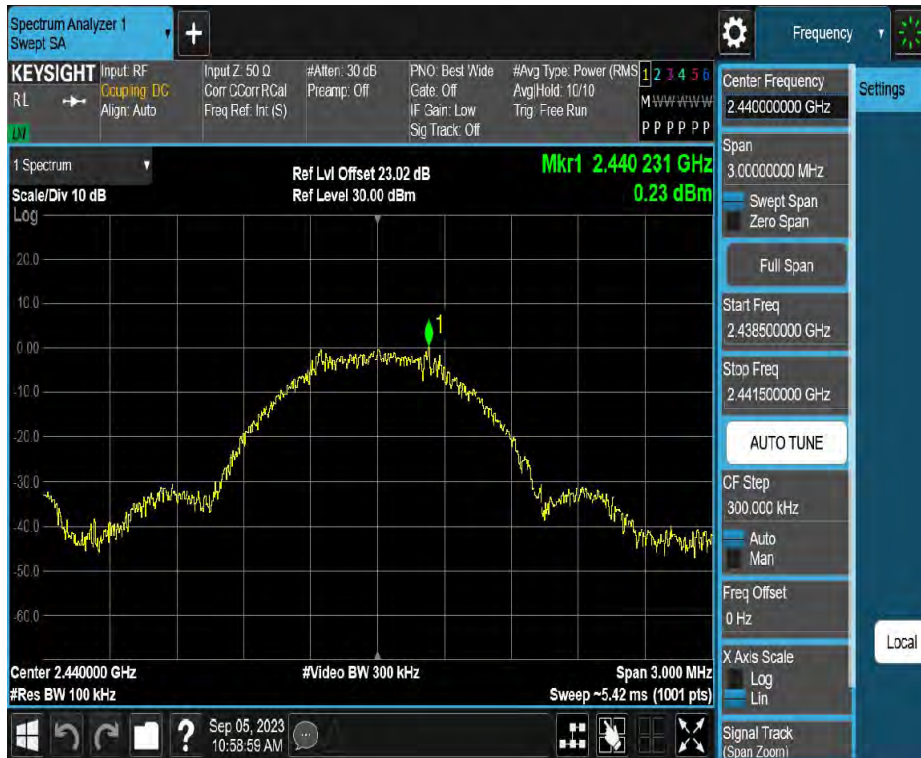 Spectrum Analyzer 1
Swept SA
+
Frequency
KEYSIGHT
RL
LXI
Input: RF
Coupling: DC
Align: Auto
Input Z: 50 Ω
Corr CCorr RCal
Freq Ref: Int (S)
#Atten: 30 dB
Preamp: Off
PNO: Best Wide
Gate: Off
IF Gain: Low
Sig Track: Off
#Avg Type: Power (RMS
Avg|Hold: 10/10
Trig: Free Run
1 2 3 4 5 6
M W W W W W
P P P P P P
1 Spectrum
Scale/Div 10 dB
Log
Ref Lvl Offset 23.02 dB
Ref Level 30.00 dBm
Mkr1 2.440 231 GHz
0.23 dBm
20.0
10.0
0.00
-10.0
-20.0
-30.0
-40.0
-50.0
-60.0
1
Center 2.440000 GHz
#Res BW 100 kHz
#Video BW 300 kHz
Span 3.000 MHz
Sweep ~5.42 ms (1001 pts)
?
Sep 05, 2023
10:58:59 AM
Center Frequency
2.440000000 GHz
Span
3.00000000 MHz
Swept Span
Zero Span
Full Span
Start Freq
2.438500000 GHz
Stop Freq
2.441500000 GHz
AUTO TUNE
CF Step
300.000 kHz
Auto
Man
Freq Offset
0 Hz
X Axis Scale
Log
Lin
Signal Track
(Span Zoom)
Settings
Local